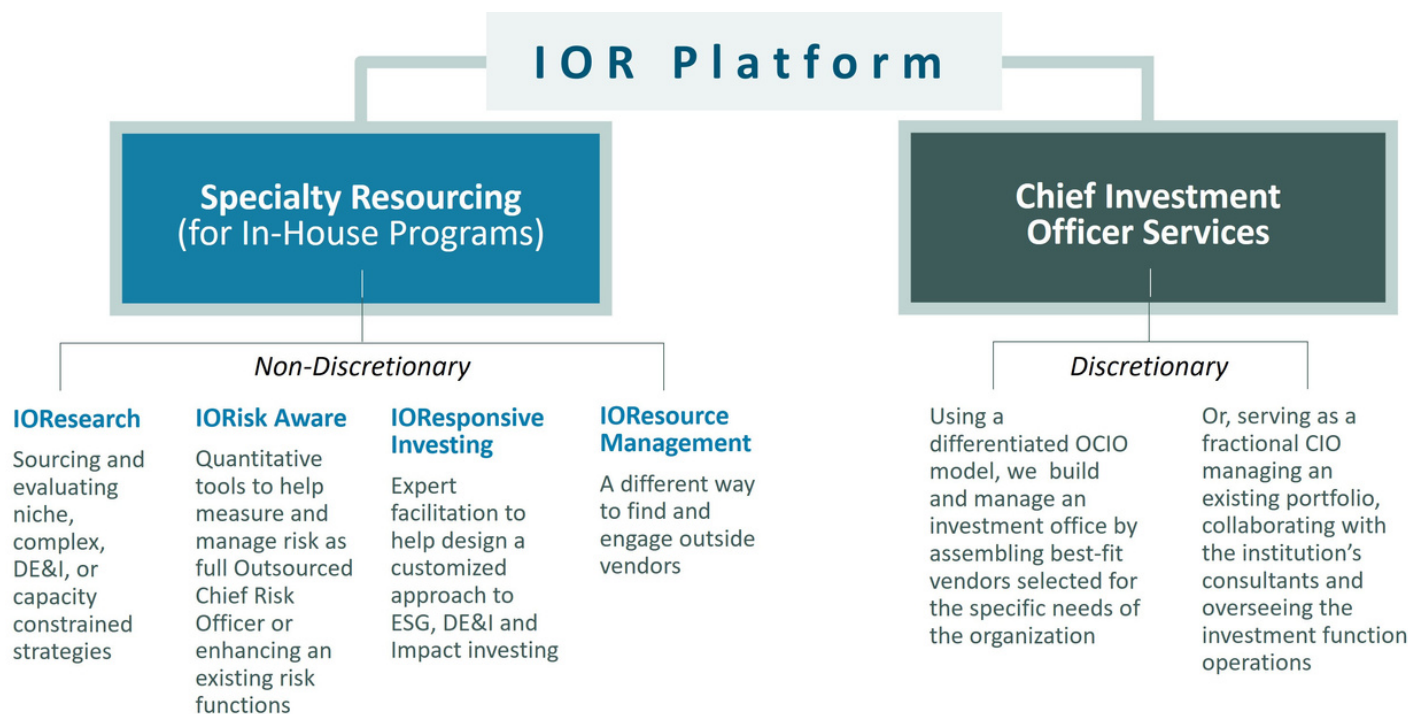 IOR Platform
Specialty Resourcing
(for In-House Programs)
Non-Discretionary
IOResearch
Sourcing and
evaluating
niche,
complex,
DE&I, or
capacity
constrained
strategies
IORisk Aware
Quantitative
tools to help
measure and
manage risk as
full Outsourced
Chief Risk
Officer or
enhancing an
existing risk
functions
IOResponsive
Investing
Expert
facilitation to
help design a
customized
approach to
ESG, DE&I and
Impact investing
IOResource
Management
A different way
to find and
engage outside
vendors
Chief Investment
Officer Services
Discretionary
Using a
differentiated OCIO
model, we build
and manage an
investment office by
assembling best-fit
vendors selected for
the specific needs of
the organization
Or, serving as a
fractional CIO
managing an
existing portfolio,
collaborating with
the institution's
consultants and
overseeing the
investment function
operations